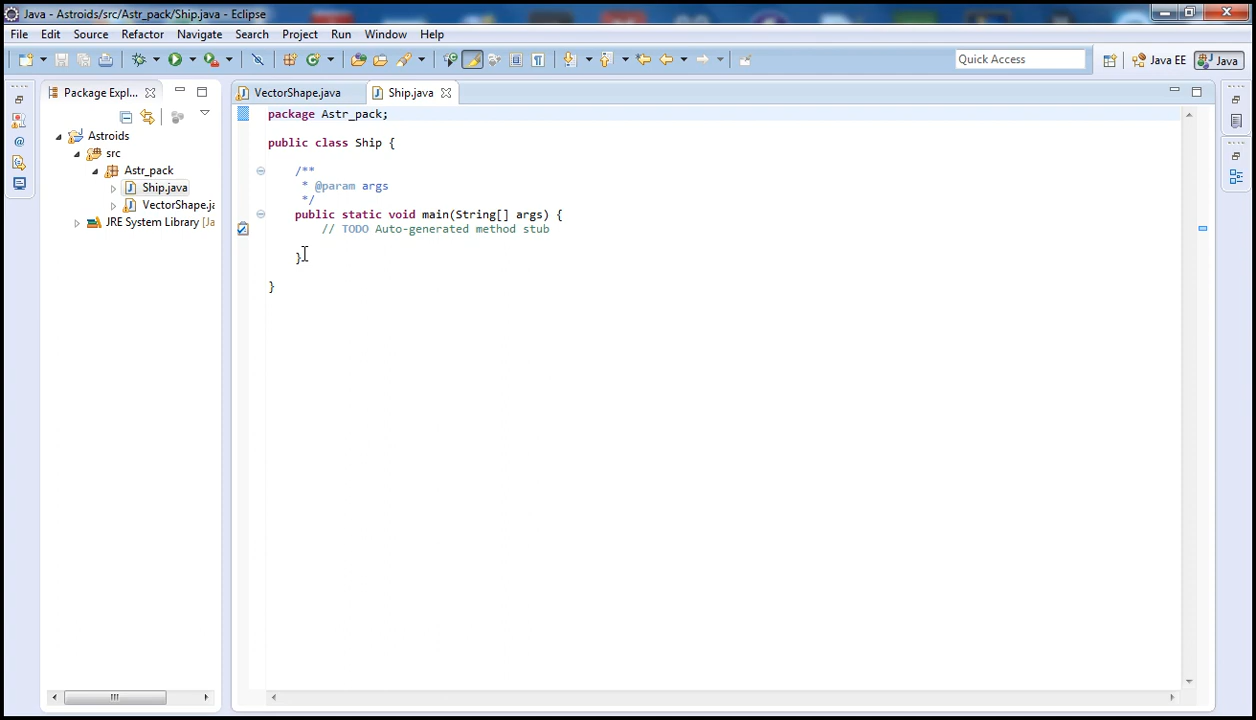 Java - Astroids/src/Astr_pack/Ship.java - Eclipse
File Edit Source Refactor Navigate Search Project Run Window Help
Quick Access
Java EE
Java
Package Expl...
VectorShape.java
Ship.java
Astroids
src
Astr_pack
Ship.java
VectorShape.ja
JRE System Library [Ja
package Astr_pack;
public class Ship {
/**
* @param args
*/
public static void main(String[] args) {
// TODO Auto-generated method stub
}
}